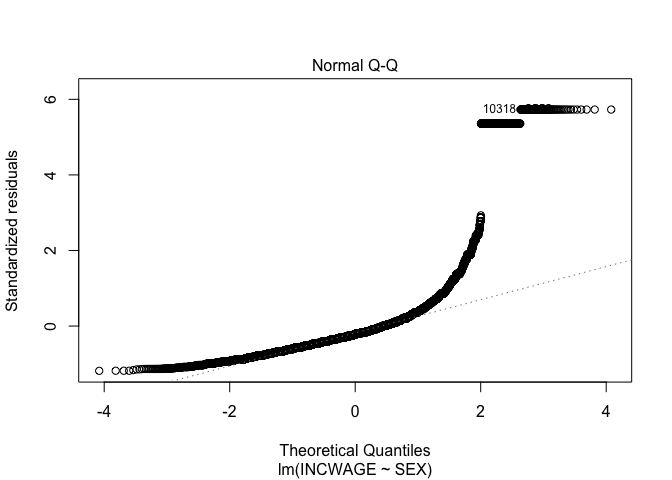 Normal Q-Q
10318
Standardized residuals
6
4
2
0
-4
-2
0
2
4
Theoretical Quantiles
lm(INCWAGE ~ SEX)